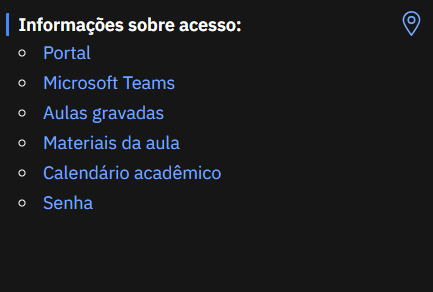 Informações sobre acesso:
Portal
Microsoft Teams
Aulas gravadas
Materiais da aula
Calendário acadêmico
Senha